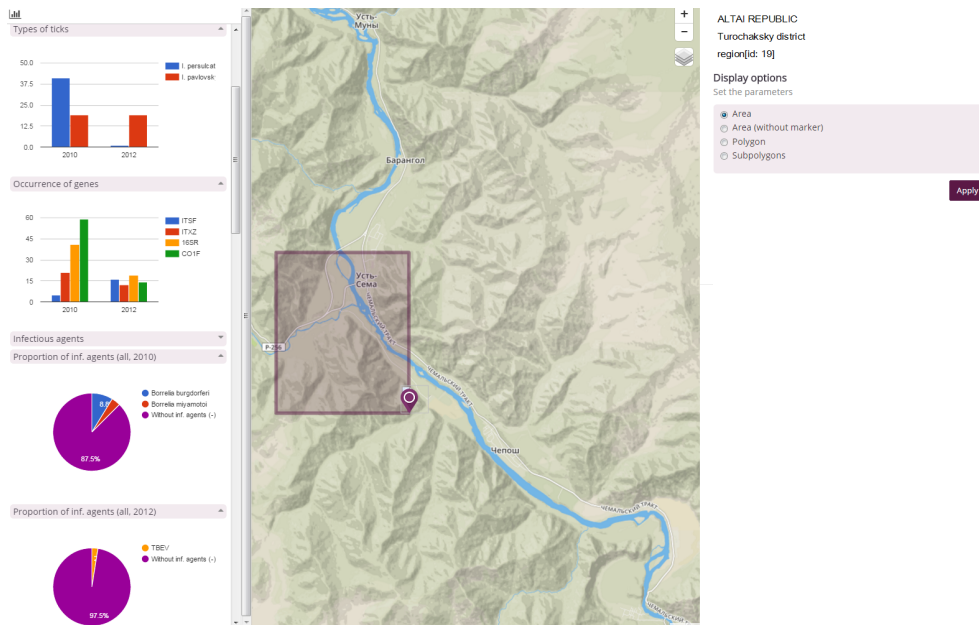 Types of ticks
50.0
37.5
25.0
12.5
0.0
2010
2012
I. persulcat
I. pavlovsk
Occurrence of genes
60
45
30
15
0
2010
2012
ITSF
ITXZ
16SR
CO1F
Infectious agents
Proportion of inf. agents (all, 2010)
Borrelia burgdorferi
Borrelia miyamotoi
Without inf. agents (-)
87.5%
Proportion of inf. agents (all, 2012)
TBEV
Without inf. agents (-)
97.5%
Усть-
Муны
Барангол
Усть-
Сема
ЧЕМАЛЬСКИЙ ТРАКТ
Р-256
ЧЕМАЛЬСКИЙ ТРАКТ
Чепош
ЧЕМАЛЬСКИЙ ТРАКТ
ЧЕМАЛЬСКИЙ ТРАКТ
+
−
ALTAI REPUBLIC
Turochaksky district
region[id: 19]
Display options
Set the parameters
Area
Area (without marker)
Polygon
Subpolygons
Apply